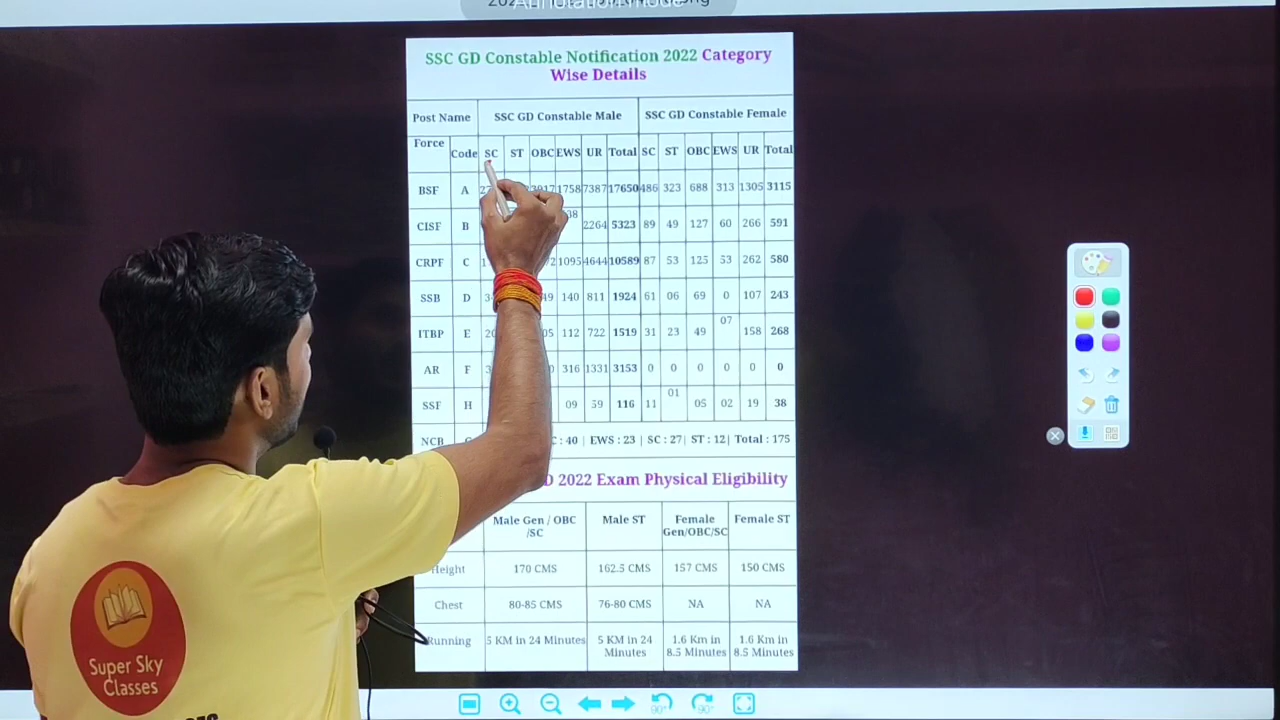 Annotation mode
SSC GD Constable Notification 2022 Category
Wise Details
Post Name SSC GD Constable Male SSC GD Constable Female
Force Code SC ST OBC EWS UR Total SC ST OBC EWS UR Total
BSF A 1758 7387 17650 486 323 688 313 1305 3115
CISF B 2264 5323 89 49 127 60 266 591
CRPF C 1095 4644 10589 87 53 125 53 262 580
SSB D 140 811 1924 61 06 69 0 107 243
ITBP E 112 722 1519 31 23 49 07 158 268
AR F 316 1331 3153 0 0 0 0 0 0
SSF H 09 59 116 11 01 05 02 19 38
NCB : 40 | EWS : 23 | SC : 27| ST : 12| Total : 175
2022 Exam Physical Eligibility
Male Gen / OBC /SC Male ST Female Gen/OBC/SC Female ST
Height 170 CMS 162.5 CMS 157 CMS 150 CMS
Chest 80-85 CMS 76-80 CMS NA NA
Running 5 KM in 24 Minutes 5 KM in 24 Minutes 1.6 Km in 8.5 Minutes 1.6 Km in 8.5 Minutes
Super Sky
Classes
90° 90°